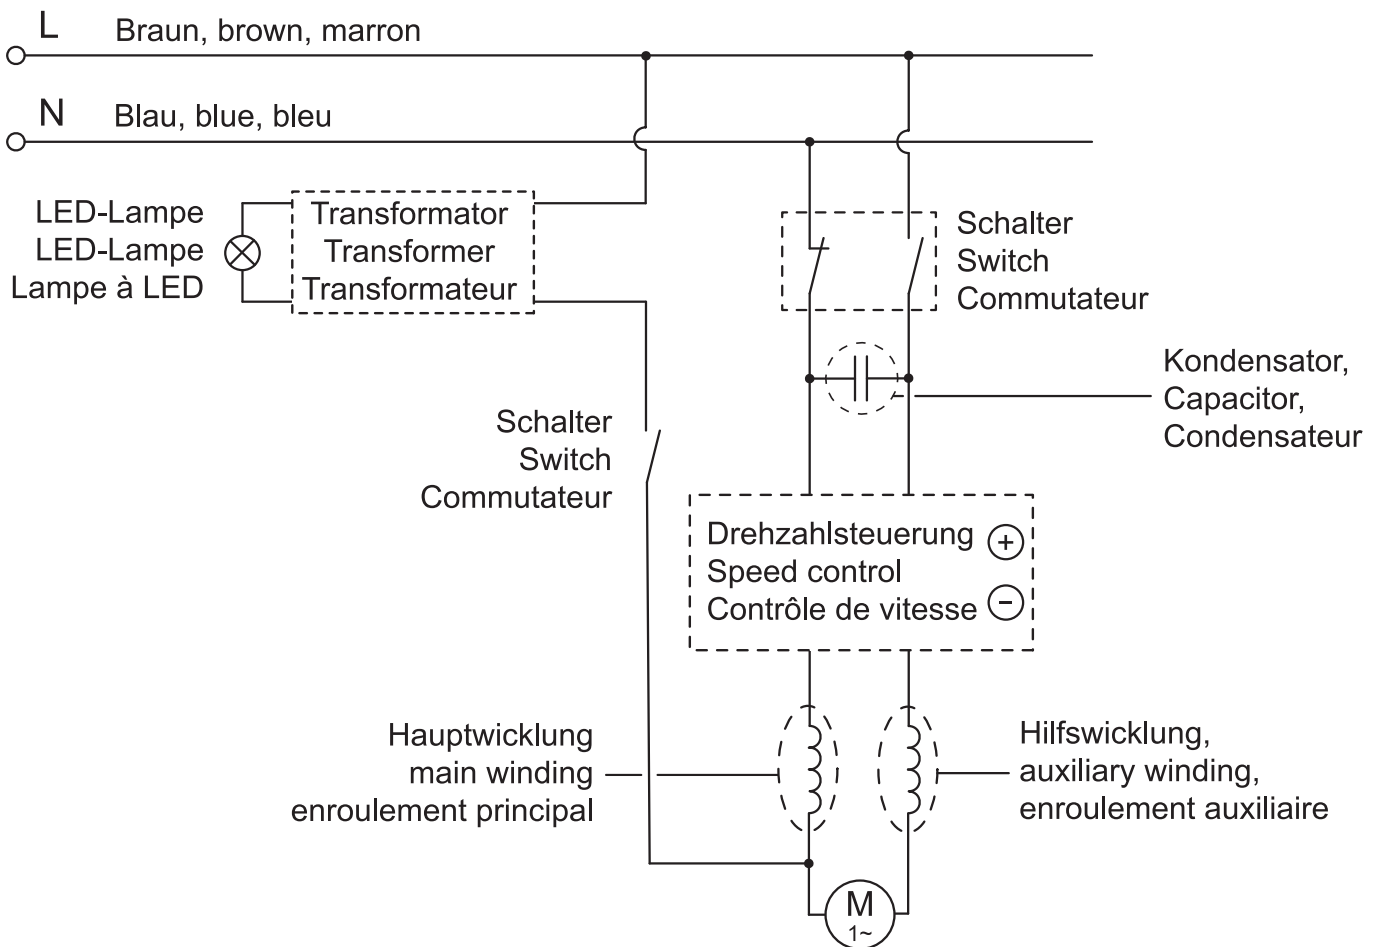 L Braun, brown, marron
N Blau, blue, bleu
LED-Lampe
LED-Lampe
Lampe à LED
Transformator
Transformer
Transformateur
Schalter
Switch
Commutateur
Kondensator,
Capacitor,
Condensateur
Schalter
Switch
Commutateur
Drehzahlsteuerung +
Speed control
Contrôle de vitesse −
Hauptwicklung
main winding
enroulement principal
Hilfswicklung,
auxiliary winding,
enroulement auxiliaire
M
1~